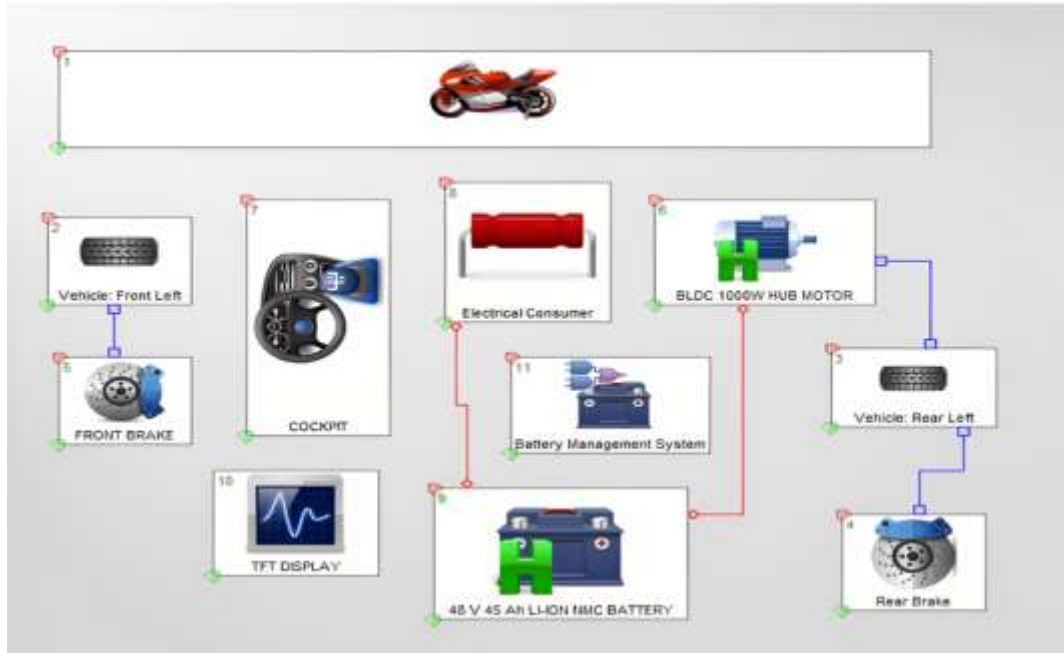 1
2
Vehicle: Front Left
5
FRONT BRAKE
7
COCKPIT
8
Electrical Consumer
6
BLDC 1000W HUB MOTOR
11
Battery Management System
3
Vehicle: Rear Left
10
TFT DISPLAY
9
48 V 45 Ah LI-ION NMC BATTERY
4
Rear Brake